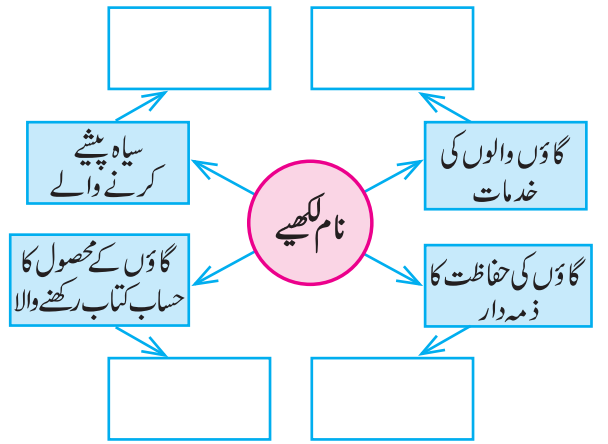 گاؤں والوں کی
خدمات
سیاہ پیشے
کرنے والے
نام لکھیے
گاؤں کی حفاظت کا
ذمہ دار
گاؤں کے محصول کا
حساب کتاب رکھنے والا